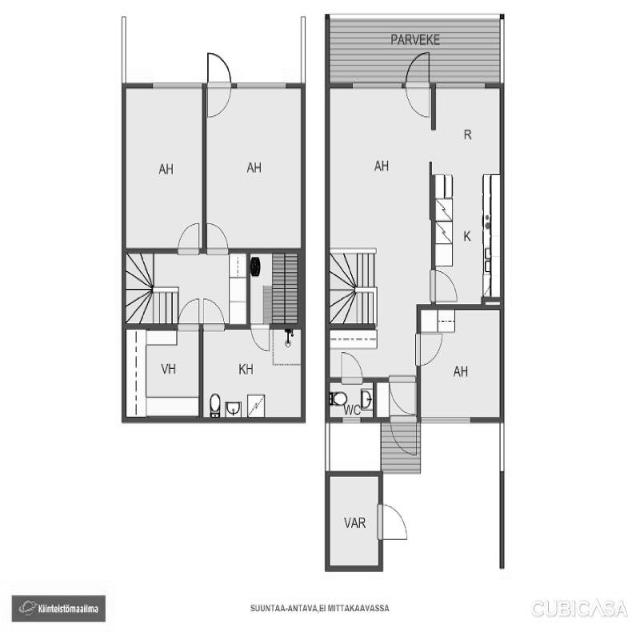 PARVEKE
AH
AH
AH
R
K
VH
KH
WC
AH
VAR
Kiinteistömaailma
SUUNTAA-ANTAVA,EI MITTAKAAVASSA
CUBICASA